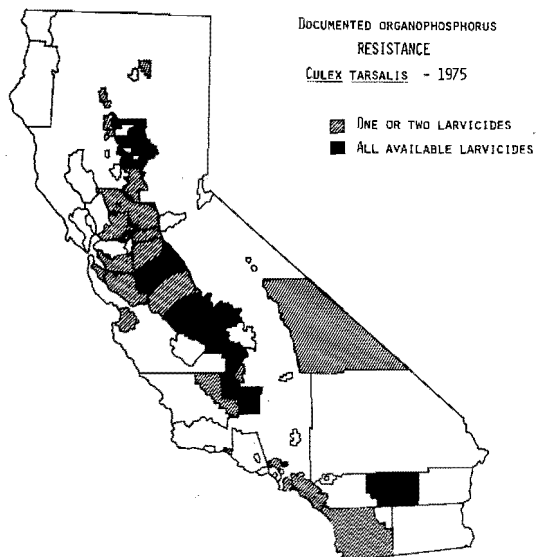 DOCUMENTED ORGANOPHOSPHORUS
RESISTANCE
CULEX TARSALIS - 1975
ONE OR TWO LARVICIDES
ALL AVAILABLE LARVICIDES